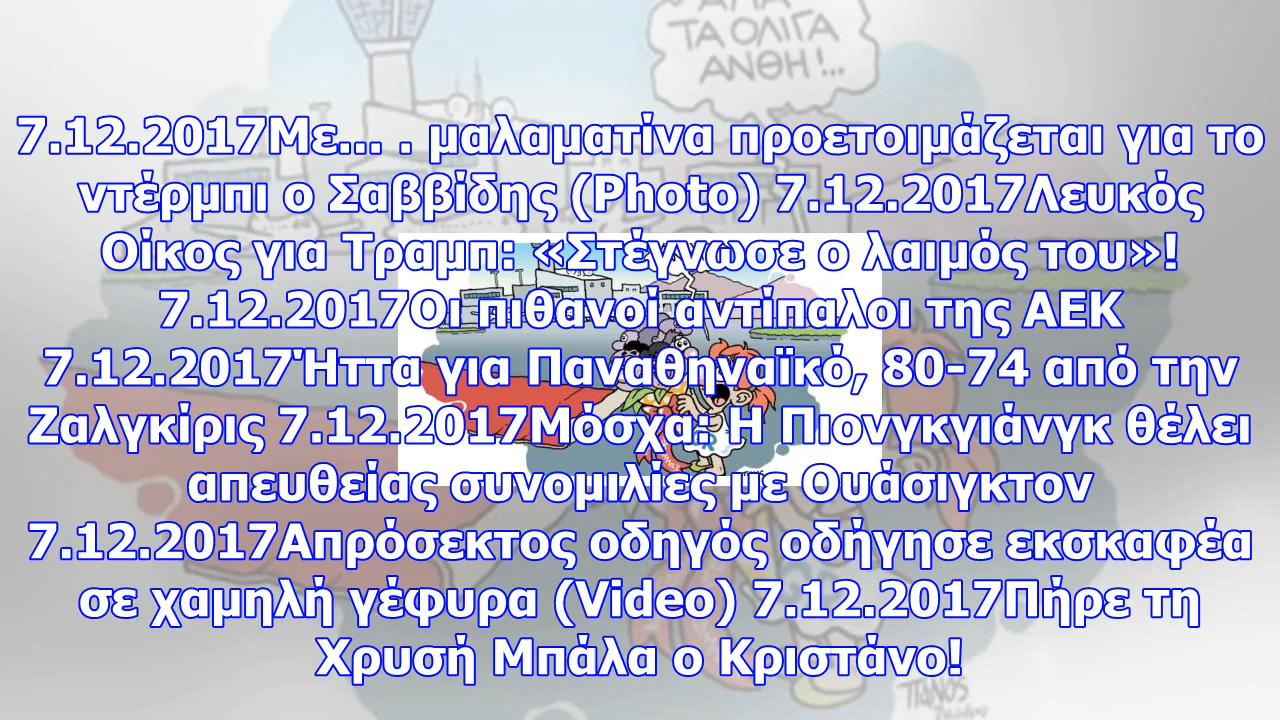 ΤΑ ΟΛΙΓΑ
ΑΝΘΗ!...
7.12.2017Με... . μαλαματίνα προετοιμάζεται για το
ντέρμπι ο Σαββίδης (Photo) 7.12.2017Λευκός
Οίκος για Τραμπ: «Στέγνωσε ο λαιμός του»!
7.12.2017Οι πιθανοί αντίπαλοι της ΑΕΚ
7.12.2017Ήττα για Παναθηναϊκό, 80-74 από την
Ζαλγκίρις 7.12.2017Μόσχα: Η Πιονγκγιάνγκ θέλει
απευθείας συνομιλίες με Ουάσιγκτον
7.12.2017Απρόσεκτος οδηγός οδήγησε εκσκαφέα
σε χαμηλή γέφυρα (Video) 7.12.2017Πήρε τη
Χρυσή Μπάλα ο Κριστάνο!
ΠΑΝΟΣ